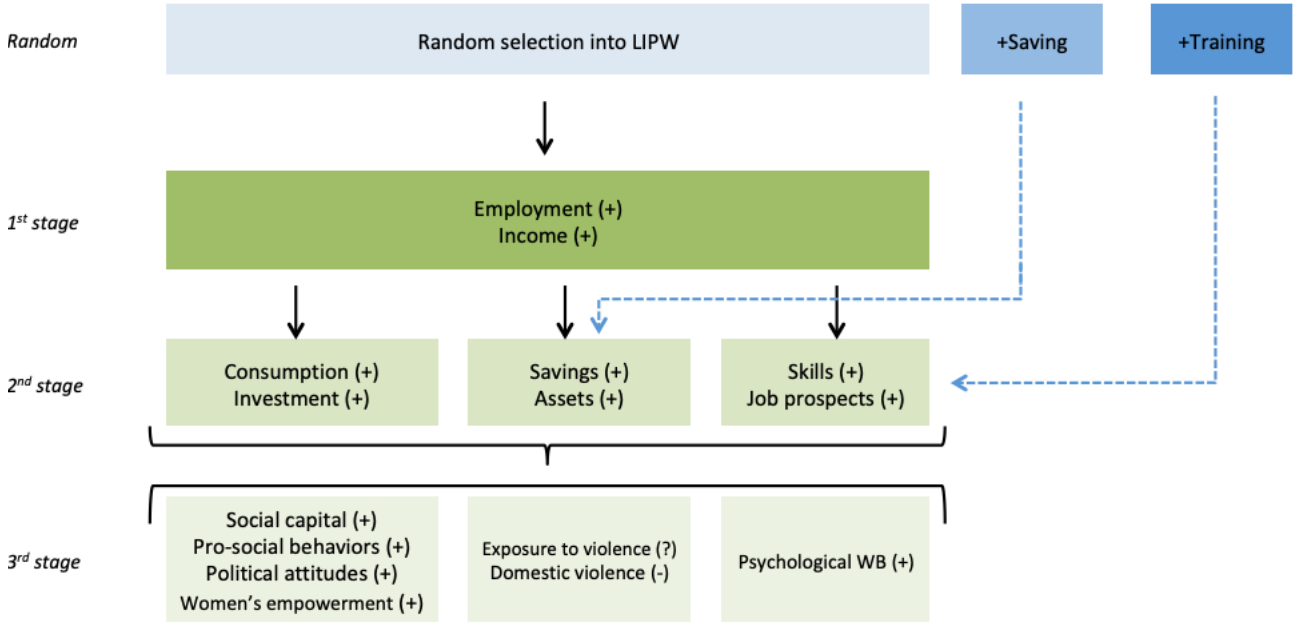 Random
Random selection into LIPW
+Saving
+Training
1st stage
Employment (+)
Income (+)
2nd stage
Consumption (+)
Investment (+)
Savings (+)
Assets (+)
Skills (+)
Job prospects (+)
3rd stage
Social capital (+)
Pro-social behaviors (+)
Political attitudes (+)
Women's empowerment (+)
Exposure to violence (?)
Domestic violence (-)
Psychological WB (+)